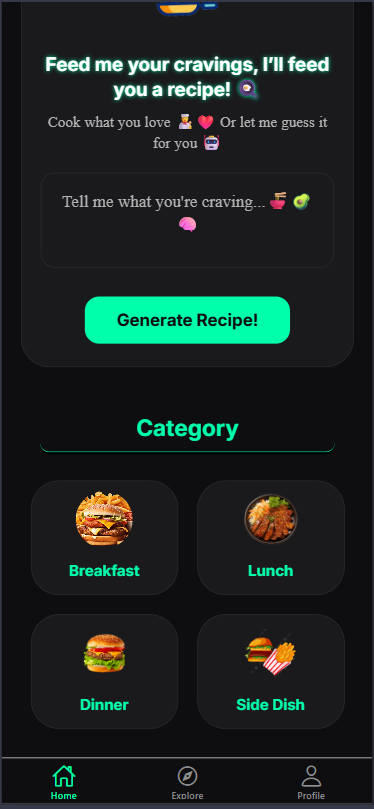 Feed me your cravings, I’ll feed
you a recipe! 🍳
Cook what you love 👩‍🍳 ❤️ Or let me guess it
for you 🤖
Tell me what you're craving... 🍜 🥑
🧠
Generate Recipe!
Category
Breakfast
Lunch
Dinner
Side Dish
Home
Explore
Profile